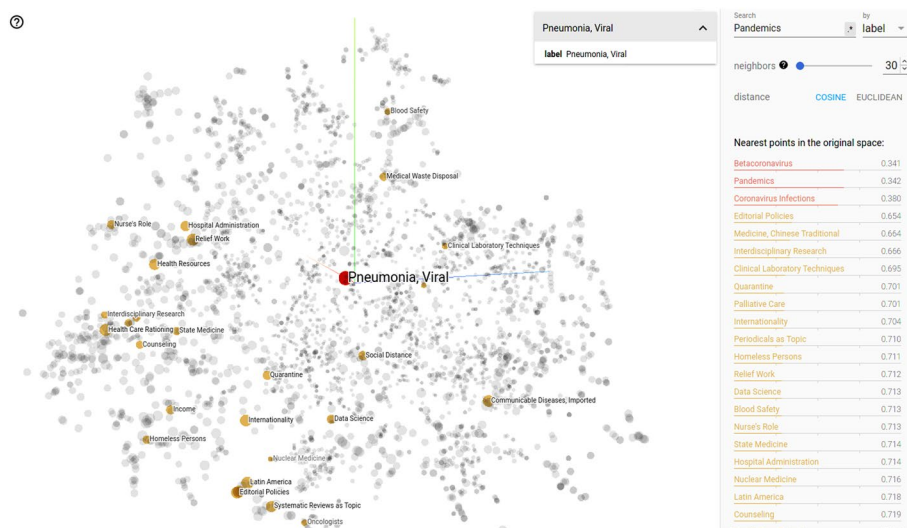 ?
Pneumonia, Viral
label Pneumonia, Viral
Search
by
Pandemics
.*
label
neighbors ?
30
distance
COSINE
EUCLIDEAN
Nearest points in the original space:
Betacoronavirus 0.341
Pandemics 0.342
Coronavirus Infections 0.380
Editorial Policies 0.654
Medicine, Chinese Traditional 0.664
Interdisciplinary Research 0.666
Clinical Laboratory Techniques 0.695
Quarantine 0.701
Palliative Care 0.701
Internationality 0.704
Periodicals as Topic 0.710
Homeless Persons 0.711
Relief Work 0.712
Data Science 0.713
Blood Safety 0.713
Nurse's Role 0.713
State Medicine 0.714
Hospital Administration 0.714
Nuclear Medicine 0.716
Latin America 0.718
Counseling 0.719
Blood Safety
Medical Waste Disposal
Nurse's Role
Hospital Administration
Relief Work
Clinical Laboratory Techniques
Health Resources
Pneumonia, Viral
Interdisciplinary Research
Health Care Rationing
State Medicine
Counseling
Social Distance
Quarantine
Communicable Diseases, Imported
Income
Internationality
Data Science
Homeless Persons
Nuclear Medicine
Latin America
Editorial Policies
Systematic Reviews as Topic
Oncologists